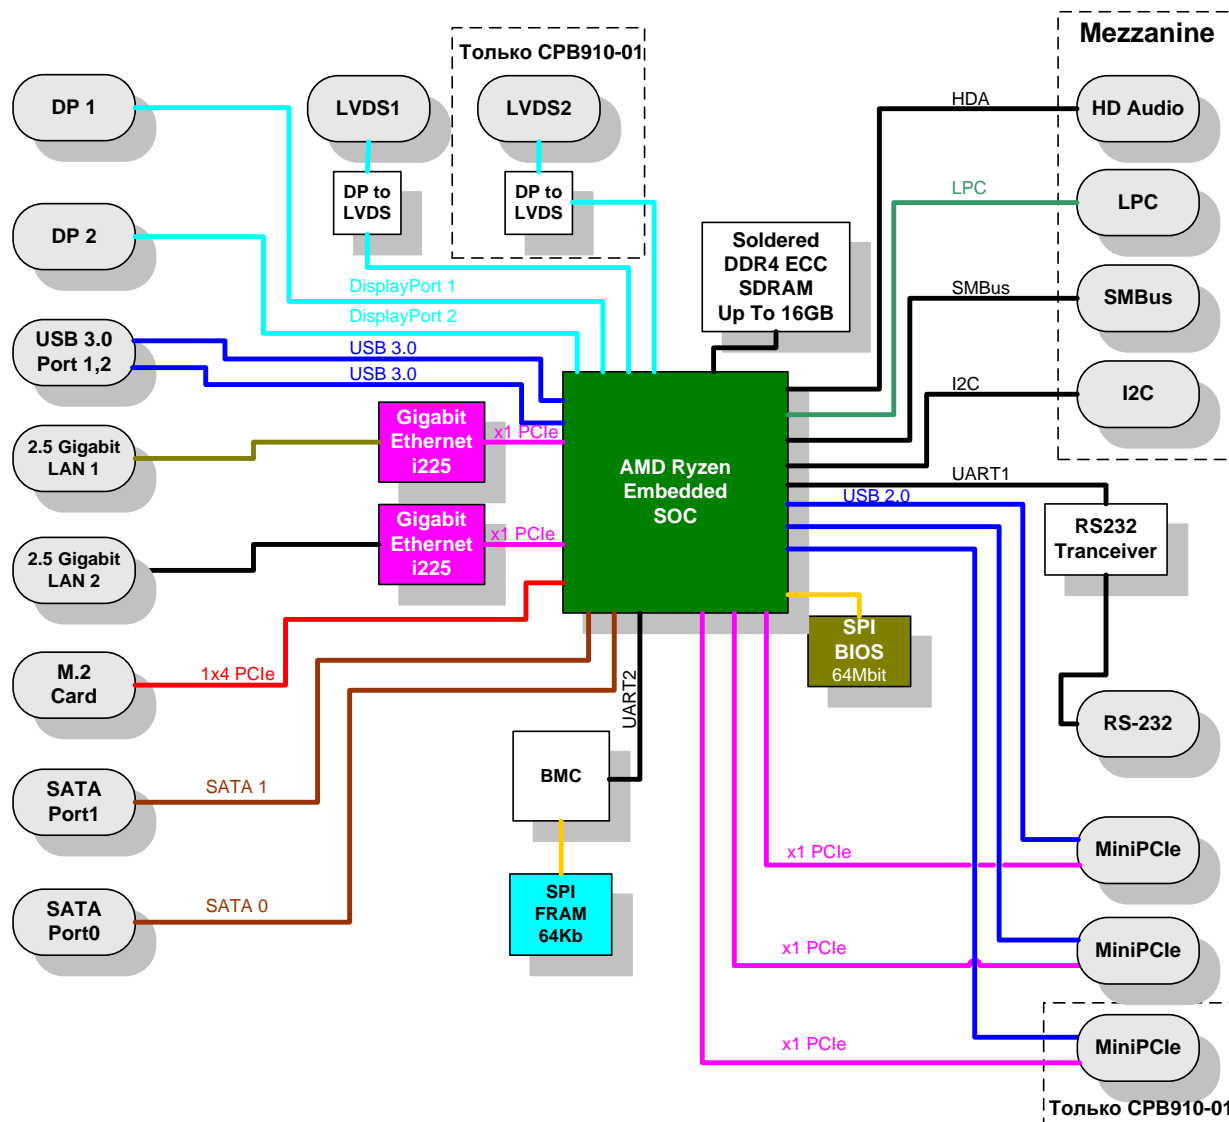 Только CPB910-01
Mezzanine
DP 1
LVDS1
LVDS2
HDA
HD Audio
DP to
LVDS
DP to
LVDS
LPC
LPC
DP 2
Soldered
DDR4 ECC
SDRAM
Up To 16GB
DisplayPort 1
DisplayPort 2
SMBus
SMBus
USB 3.0
Port 1,2
USB 3.0
USB 3.0
I2C
I2C
2.5 Gigabit
LAN 1
Gigabit
Ethernet
i225
x1 PCIe
AMD Ryzen
Embedded
SOC
UART1
USB 2.0
RS232
Tranceiver
2.5 Gigabit
LAN 2
Gigabit
Ethernet
i225
x1 PCIe
SPI
BIOS
64Mbit
M.2
Card
1x4 PCIe
UART2
RS-232
BMC
SATA
Port1
SATA 1
x1 PCIe
MiniPCIe
SPI
FRAM
64Kb
SATA
Port0
SATA 0
x1 PCIe
MiniPCIe
x1 PCIe
MiniPCIe
Только CPB910-01